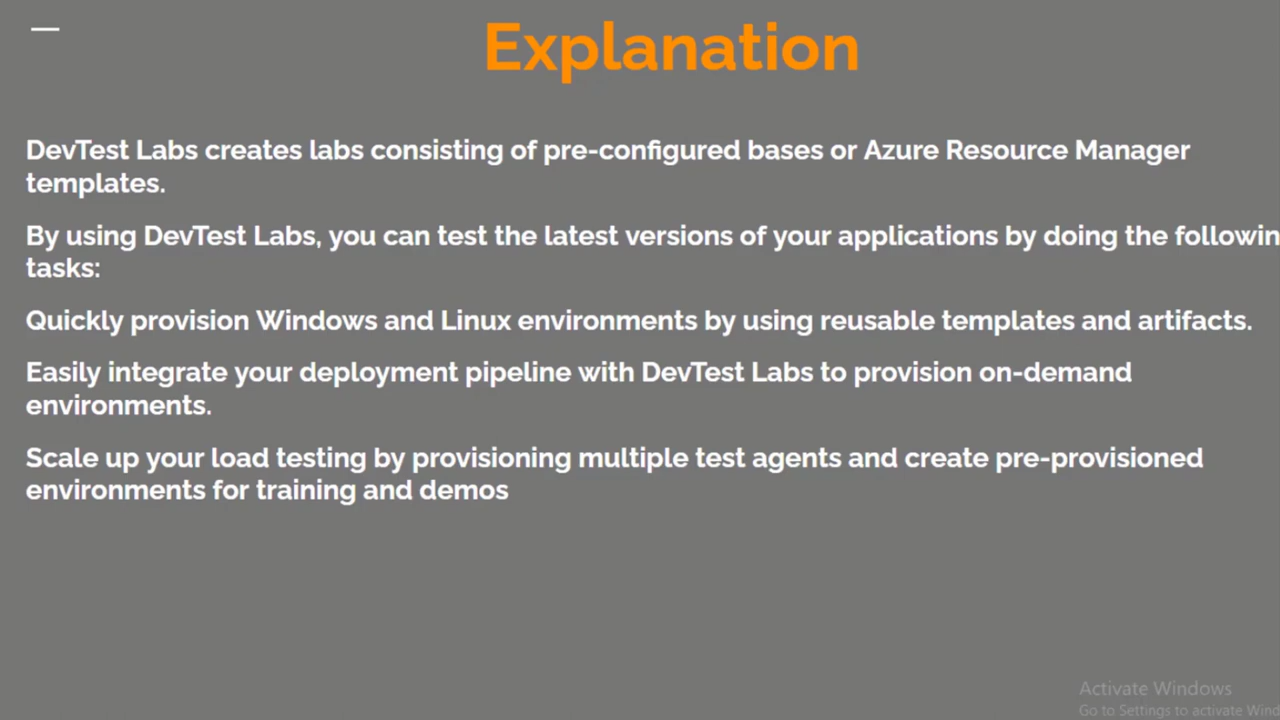 Explanation
DevTest Labs creates labs consisting of pre-configured bases or Azure Resource Manager
templates.
By using DevTest Labs, you can test the latest versions of your applications by doing the followin
tasks:
Quickly provision Windows and Linux environments by using reusable templates and artifacts.
Easily integrate your deployment pipeline with DevTest Labs to provision on-demand
environments.
Scale up your load testing by provisioning multiple test agents and create pre-provisioned
environments for training and demos
Activate Windows
Go to Settings to activate Wind